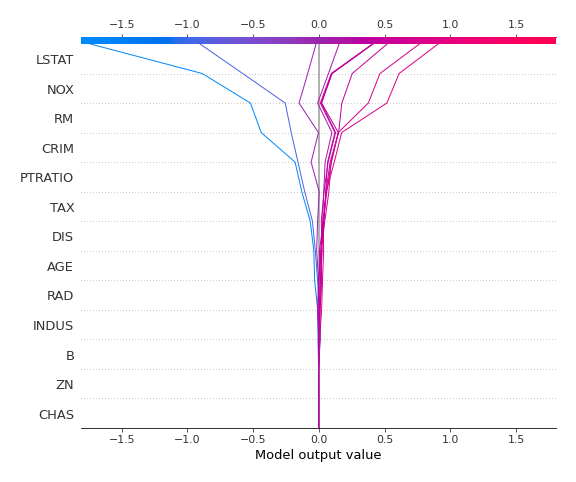 −1.5 −1.0 −0.5 0.0 0.5 1.0 1.5
LSTAT
NOX
RM
CRIM
PTRATIO
TAX
DIS
AGE
RAD
INDUS
B
ZN
CHAS
−1.5 −1.0 −0.5 0.0 0.5 1.0 1.5
Model output value